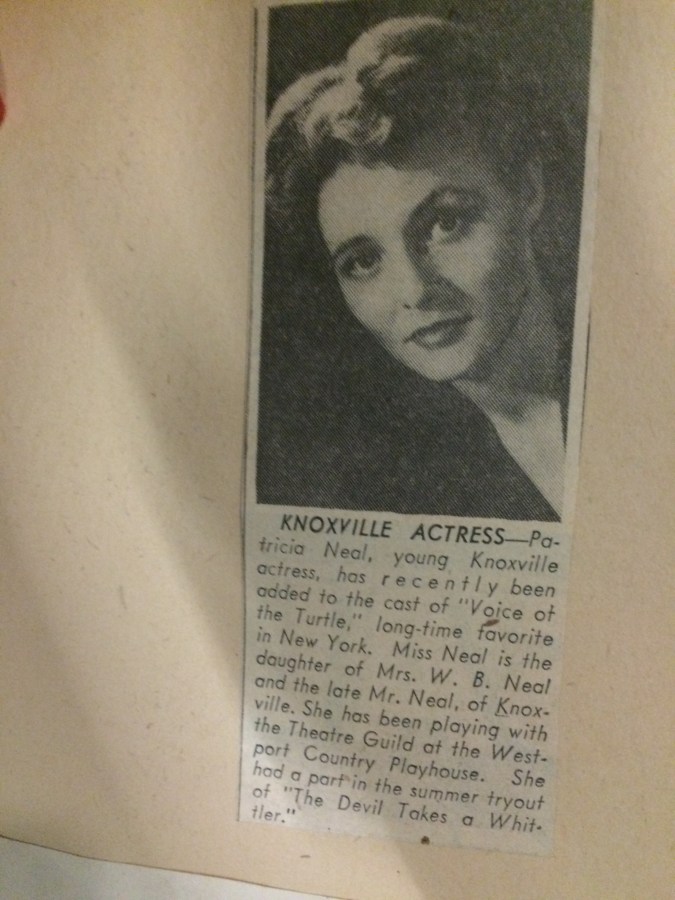 KNOXVILLE ACTRESS—Pa-
tricia Neal, young Knoxville
actress, has recently been
added to the cast of "Voice of
the Turtle," long-time favorite
in New York. Miss Neal is the
daughter of Mrs. W. B. Neal
and the late Mr. Neal, of Knox-
ville. She has been playing with
the Theatre Guild at the West-
port Country Playhouse. She
had a part in the summer tryout
of "The Devil Takes a Whit-
tler."